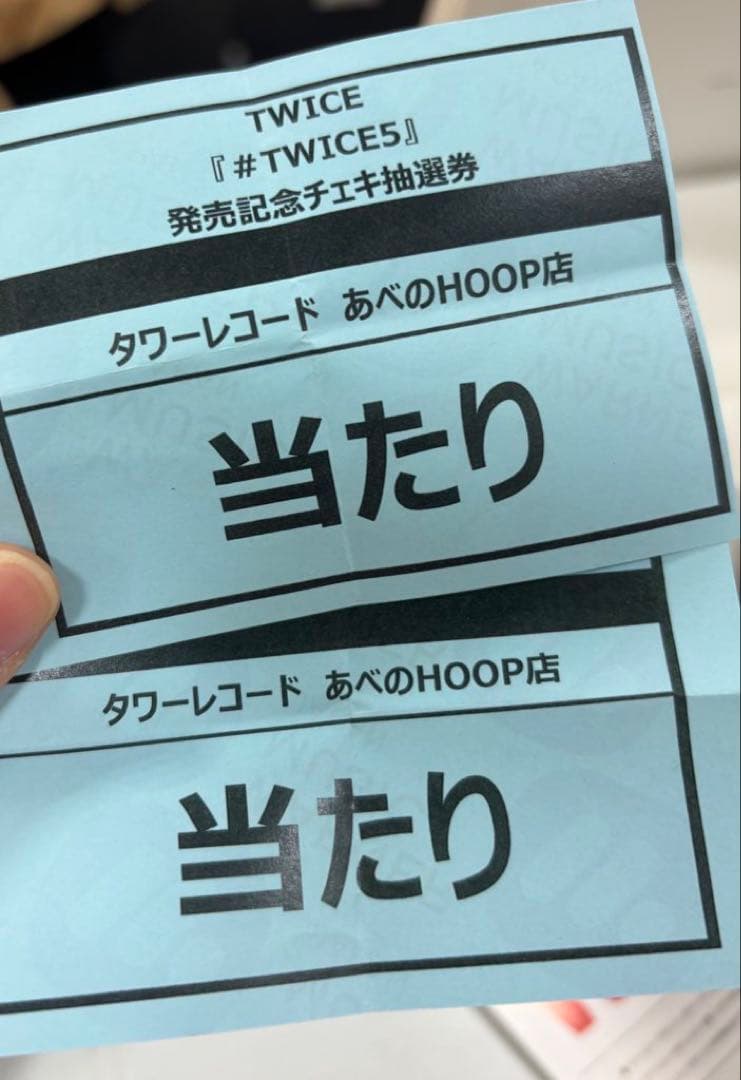 TWICE
『#TWICE5』
発売記念チェキ抽選券
タワーレコード あべのHOOP店
当たり
タワーレコード あべのHOOP店
当たり